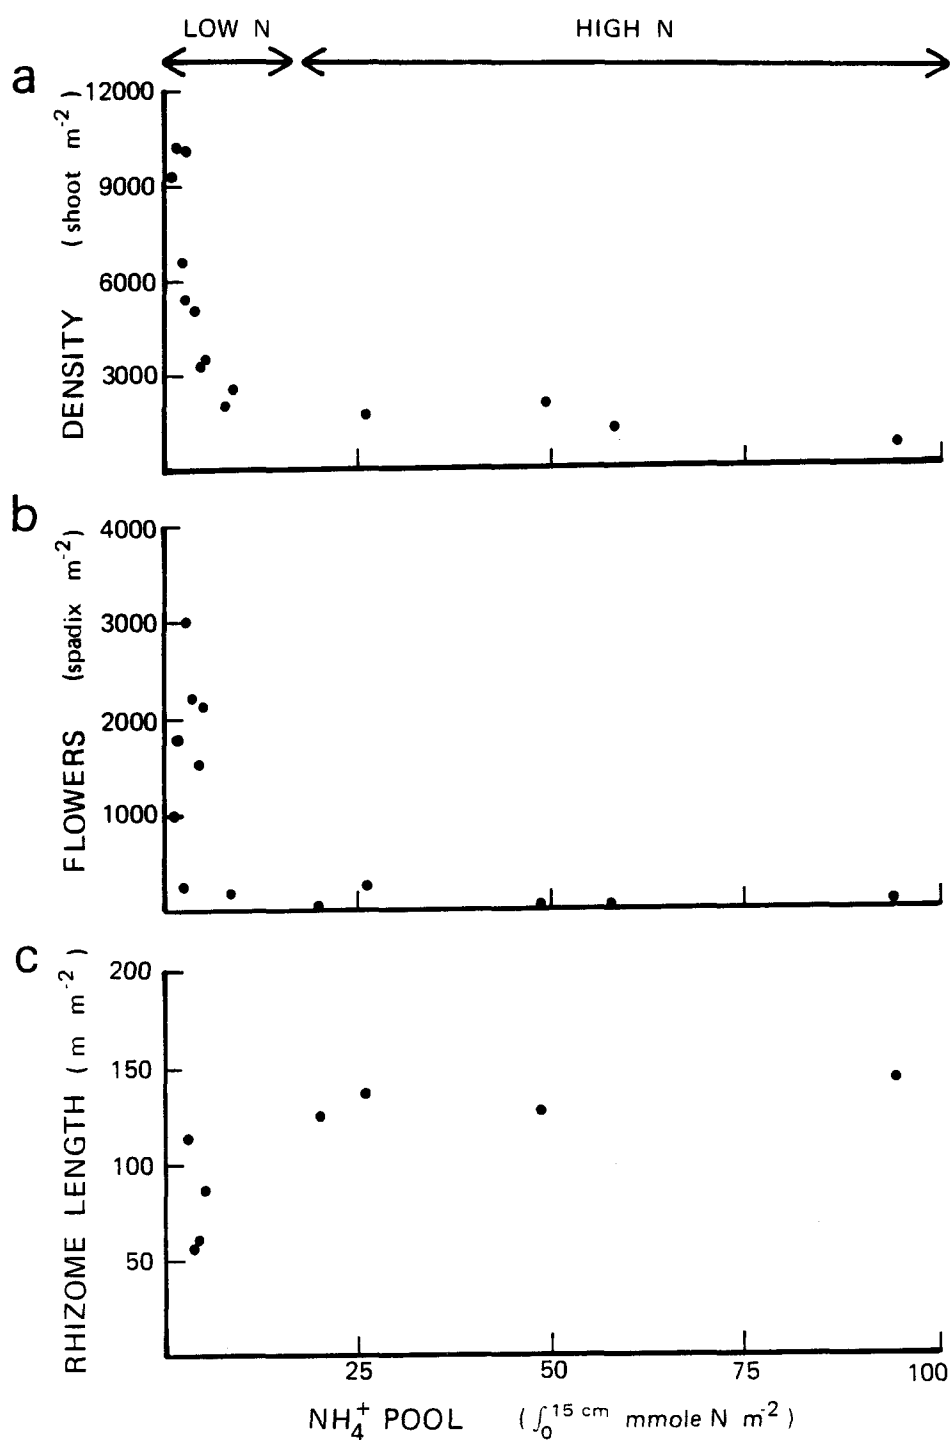 LOW N
HIGH N
a
12000
9000
6000
3000
DENSITY (shoot m-2)
b
4000
3000
2000
1000
FLOWERS (spadix m-2)
c
200
150
100
50
RHIZOME LENGTH (m m-2)
25
50
75
100
NH4+ POOL (∫0 15 cm mmole N m-2)